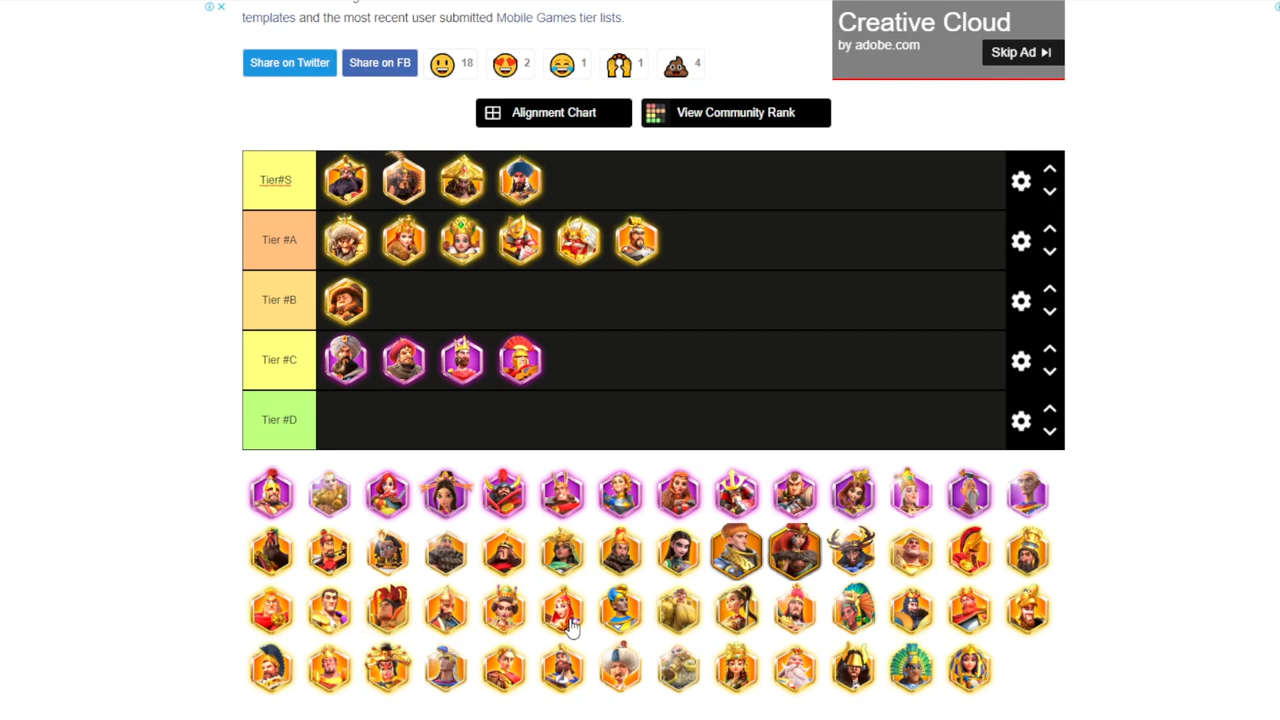 templates and the most recent user submitted Mobile Games tier lists.
Creative Cloud
by adobe.com
Skip Ad
Share on Twitter
Share on FB
18
2
1
1
4
Alignment Chart
View Community Rank
Tier#S
Tier #A
Tier #B
Tier #C
Tier #D